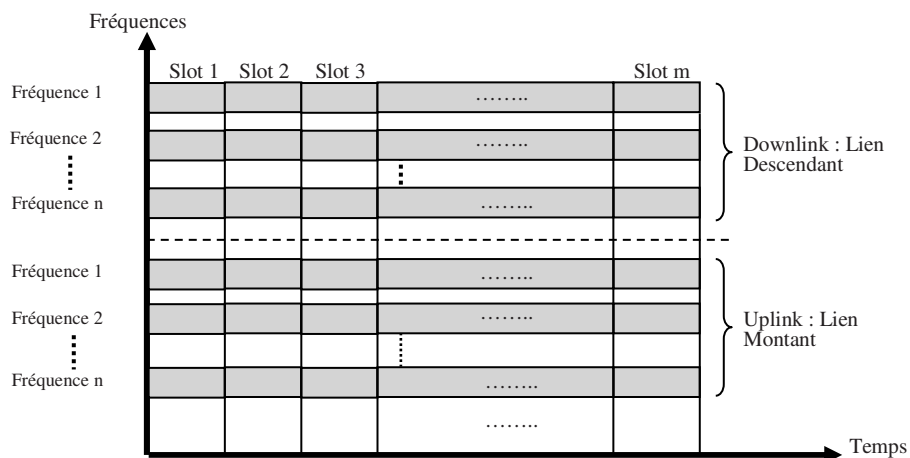 Fréquences
Slot 1 Slot 2 Slot 3 Slot m
Fréquence 1 ……..
Fréquence 2 ……..
Downlink : Lien
Descendant
Fréquence n ……..
Fréquence 1 ……..
Fréquence 2 ……..
Uplink : Lien
Montant
Fréquence n ……..
……..
Temps